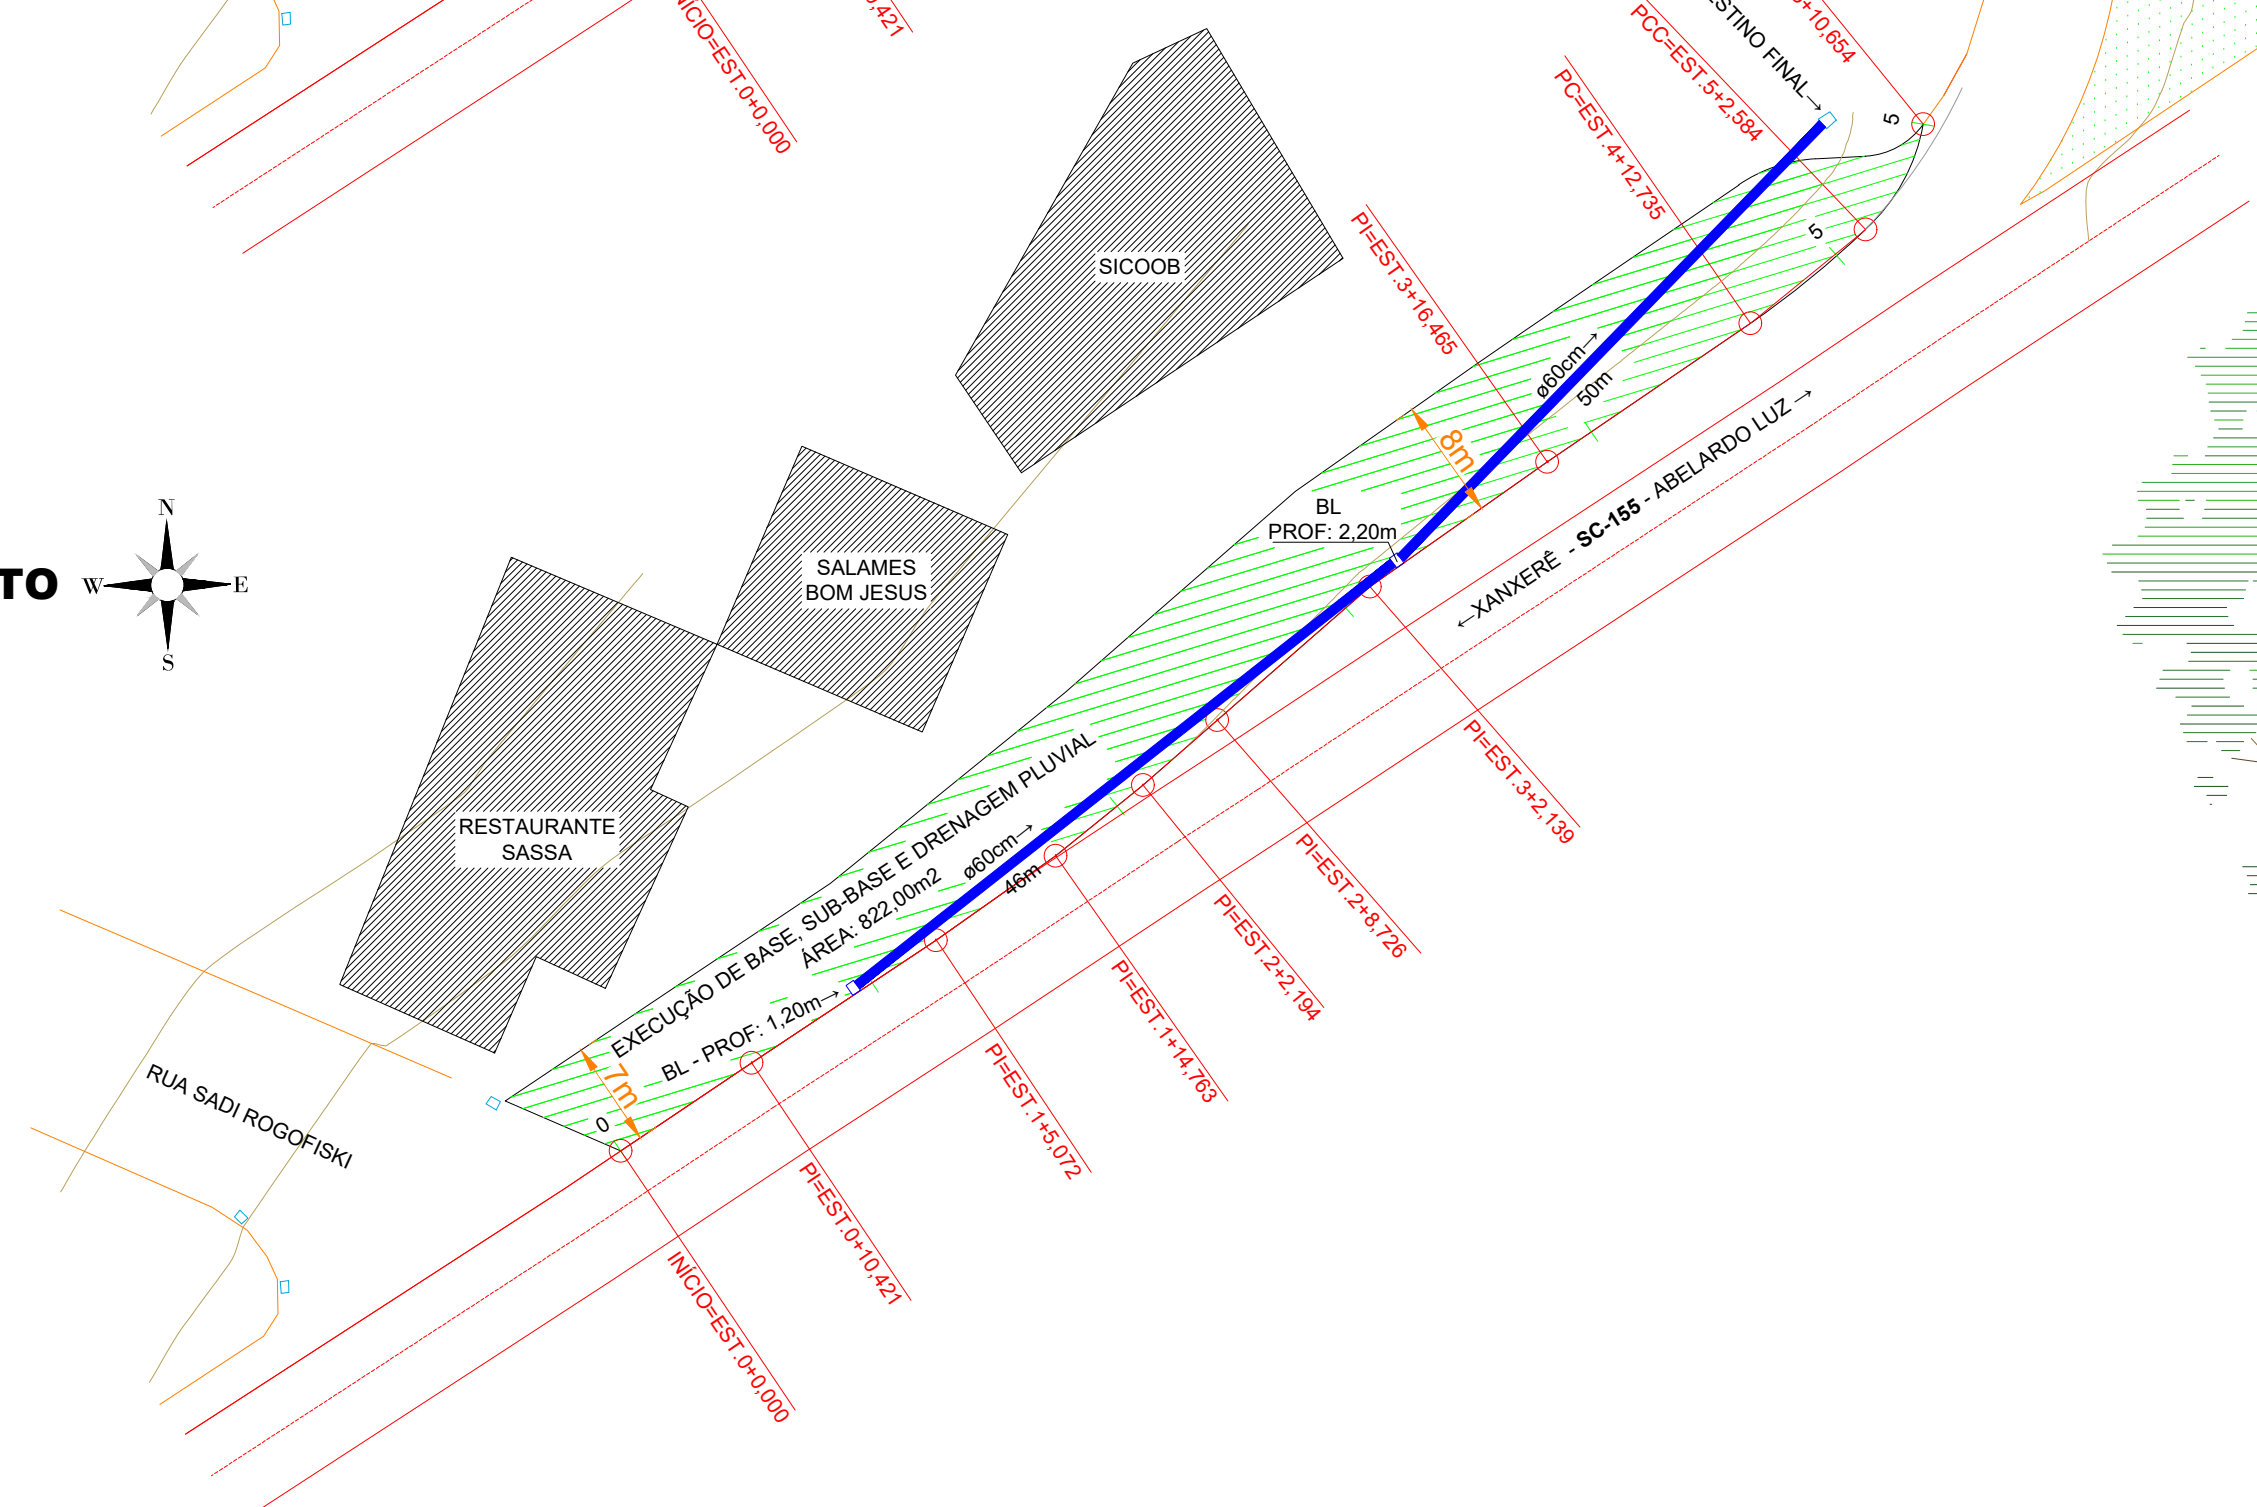 INÍCIO=EST.0+0,000
,421
ESTINO FINAL→
+10,654
PCC=EST.5+2,584
PC=EST.4+12,735
PI=EST.3+16,465
5
5
SICOOB
ø60cm→
50m
8m
BL
PROF: 2,20m
←XANXERÊ - SC-155 - ABELARDO LUZ →
TO
N
W
E
S
SALAMES
BOM JESUS
RESTAURANTE
SASSA
EXECUÇÃO DE BASE, SUB-BASE E DRENAGEM PLUVIAL
ÁREA: 822,00m2
ø60cm→
46m
BL - PROF: 1,20m→
7m
0
RUA SADI ROGOFISKI
PI=EST.3+2,139
PI=EST.2+8,726
PI=EST.2+2,194
PI=EST.1+14,763
PI=EST.1+5,072
PI=EST.0+10,421
INÍCIO=EST.0+0,000